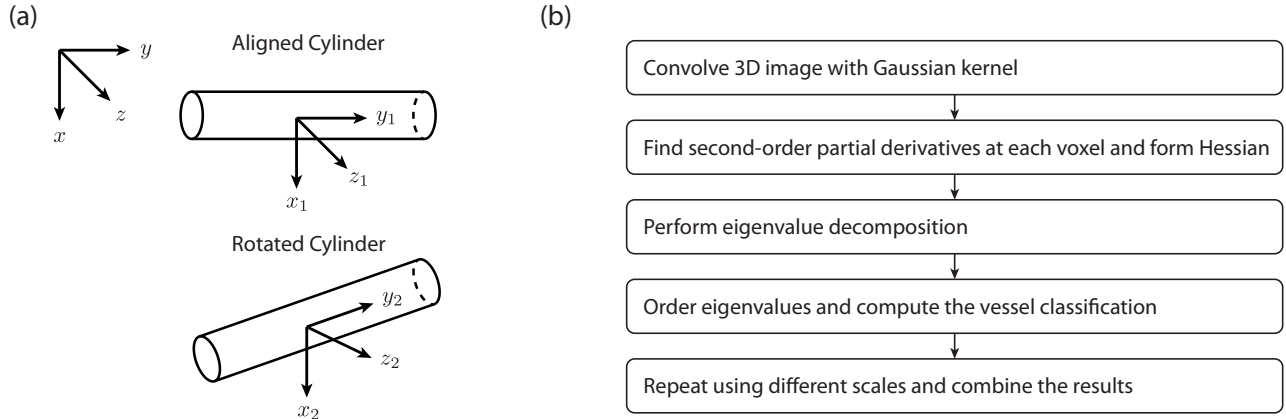 (a)
y
z
x
Aligned Cylinder
y₁
z₁
x₁
Rotated Cylinder
y₂
z₂
x₂
(b)
Convolve 3D image with Gaussian kernel
Find second-order partial derivatives at each voxel and form Hessian
Perform eigenvalue decomposition
Order eigenvalues and compute the vessel classification
Repeat using different scales and combine the results